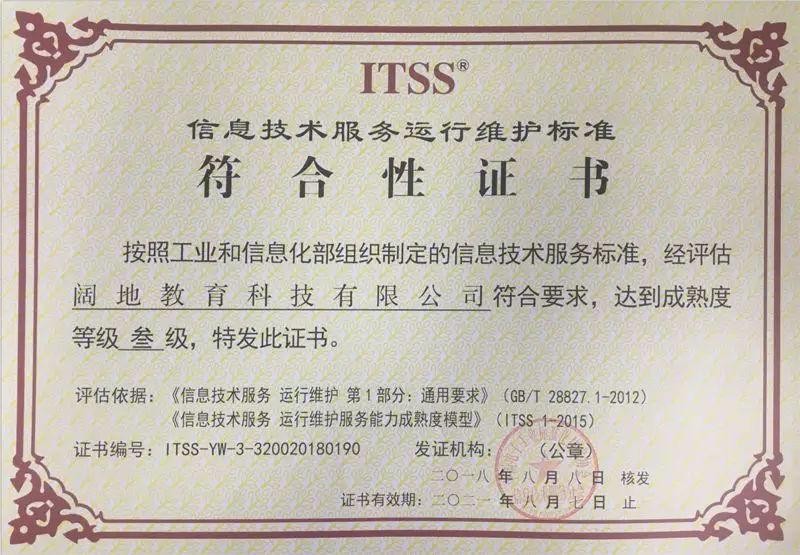 ITSS®
信息技术服务运行维护标准
符合性证书
按照工业和信息化部组织制定的信息技术服务标准，经评估
阔地教育科技有限公司符合要求，达到成熟度
等级 叁 级，特发此证书。
评估依据：《信息技术服务 运行维护 第1部分：通用要求》（GB/T 28827.1-2012）
《信息技术服务 运行维护服务能力成熟度模型》（ITSS 1-2015）
证书编号：ITSS-YW-3-320020180190 发证机构：（公章）
二〇一八年八月八日 核发
证书有效期：二〇二一年八月七日 止